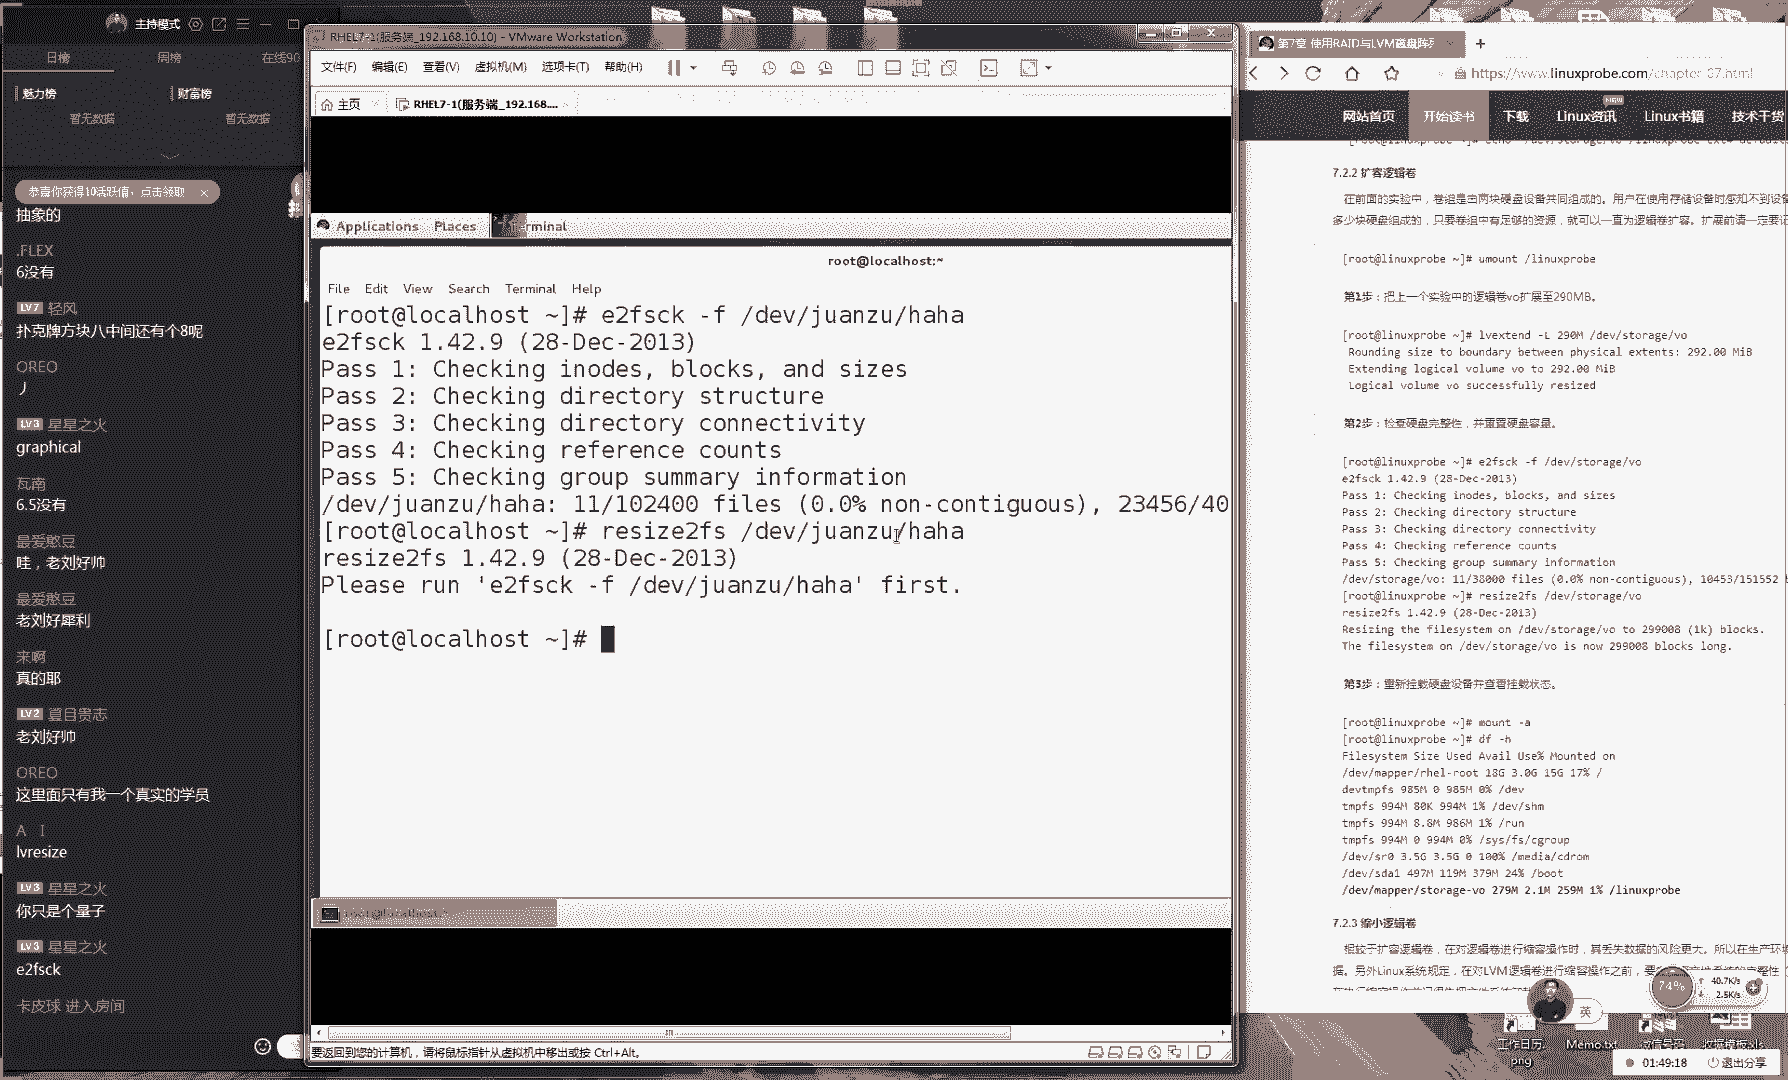 主持模式
日榜 周榜 在线90
魅力榜 财富榜
暂无数据 暂无数据
恭喜你获得10活跃值，点击领取 ×
抽象的
.FLEX
6没有
LV7 轻风
扑克牌方块八中间还有个8呢
OREO
丿
LV3 星星之火
graphical
瓦南
6.5没有
最爱憨豆
哇，老刘好帅
最爱憨豆
老刘好犀利
来啊
真的耶
LV2 夏目贵志
老刘好帅
OREO
这里面只有我一个真实的学员
A I
lvresize
LV3 星星之火
你只是个量子
LV3 星星之火
e2fsck
卡皮球 进入房间
RHEL7-1(服务端_192.168.10.10) - VMware Workstation
文件(F) 编辑(E) 查看(V) 虚拟机(M) 选项卡(T) 帮助(H)
主页 × RHEL7-1(服务端_192.168.... ×
Applications Places
root@localhost:~
File Edit View Search Terminal Help
[root@localhost ~]# e2fsck -f /dev/juanzu/haha
e2fsck 1.42.9 (28-Dec-2013)
Pass 1: Checking inodes, blocks, and sizes
Pass 2: Checking directory structure
Pass 3: Checking directory connectivity
Pass 4: Checking reference counts
Pass 5: Checking group summary information
/dev/juanzu/haha: 11/102400 files (0.0% non-contiguous), 23456/40
[root@localhost ~]# resize2fs /dev/juanzu/haha
resize2fs 1.42.9 (28-Dec-2013)
Please run 'e2fsck -f /dev/juanzu/haha' first.
[root@localhost ~]#
要返回到您的计算机，请将鼠标指针从虚拟机中移出或按 Ctrl+Alt。
第7章 使用RAID与LVM磁盘阵列
https://www.linuxprobe.com/chapter-07.html
网站首页 开始读书 下载 Linux资讯 Linux书籍 技术干货
NEW
7.2.2 扩容逻辑卷
在前面的实验中，卷组是由两块硬盘设备共同组成的。用户在使用存储设备时感知不到设备
多少块硬盘组成的，只要卷组中有足够的资源，就可以一直为逻辑卷扩容。扩展前请一定要记
[root@linuxprobe ~]# umount /linuxprobe
第1步：把上一个实验中的逻辑卷vo扩展至290MB。
[root@linuxprobe ~]# lvextend -L 290M /dev/storage/vo
Rounding size to boundary between physical extents: 292.00 MiB
Extending logical volume vo to 292.00 MiB
Logical volume vo successfully resized
第2步：检查硬盘完整性，并重置硬盘容量。
[root@linuxprobe ~]# e2fsck -f /dev/storage/vo
e2fsck 1.42.9 (28-Dec-2013)
Pass 1: Checking inodes, blocks, and sizes
Pass 2: Checking directory structure
Pass 3: Checking directory connectivity
Pass 4: Checking reference counts
Pass 5: Checking group summary information
/dev/storage/vo: 11/38000 files (0.0% non-contiguous), 10453/151552
[root@linuxprobe ~]# resize2fs /dev/storage/vo
resize2fs 1.42.9 (28-Dec-2013)
Resizing the filesystem on /dev/storage/vo to 299008 (1k) blocks.
The filesystem on /dev/storage/vo is now 299008 blocks long.
第3步：重新挂载硬盘设备并查看挂载状态。
[root@linuxprobe ~]# mount -a
[root@linuxprobe ~]# df -h
Filesystem Size Used Avail Use% Mounted on
/dev/mapper/rhel-root 18G 3.0G 15G 17% /
devtmpfs 985M 0 985M 0% /dev
tmpfs 994M 80K 994M 1% /dev/shm
tmpfs 994M 8.8M 986M 1% /run
tmpfs 994M 0 994M 0% /sys/fs/cgroup
/dev/sr0 3.5G 3.5G 0 100% /media/cdrom
/dev/sda1 497M 119M 379M 24% /boot
/dev/mapper/storage-vo 279M 2.1M 259M 1% /linuxprobe
7.2.3 缩小逻辑卷
相较于扩容逻辑卷，在对逻辑卷进行缩容操作时，其丢失数据的风险更大。所以在生产环境
据。另外Linux系统规定，在对LVM逻辑卷进行缩容操作之前，要
74% 40.7K/s
2.5K/s
英
工作日历.png Memo.txt 微信号码 数据模板.xls
01:49:18 退出分享